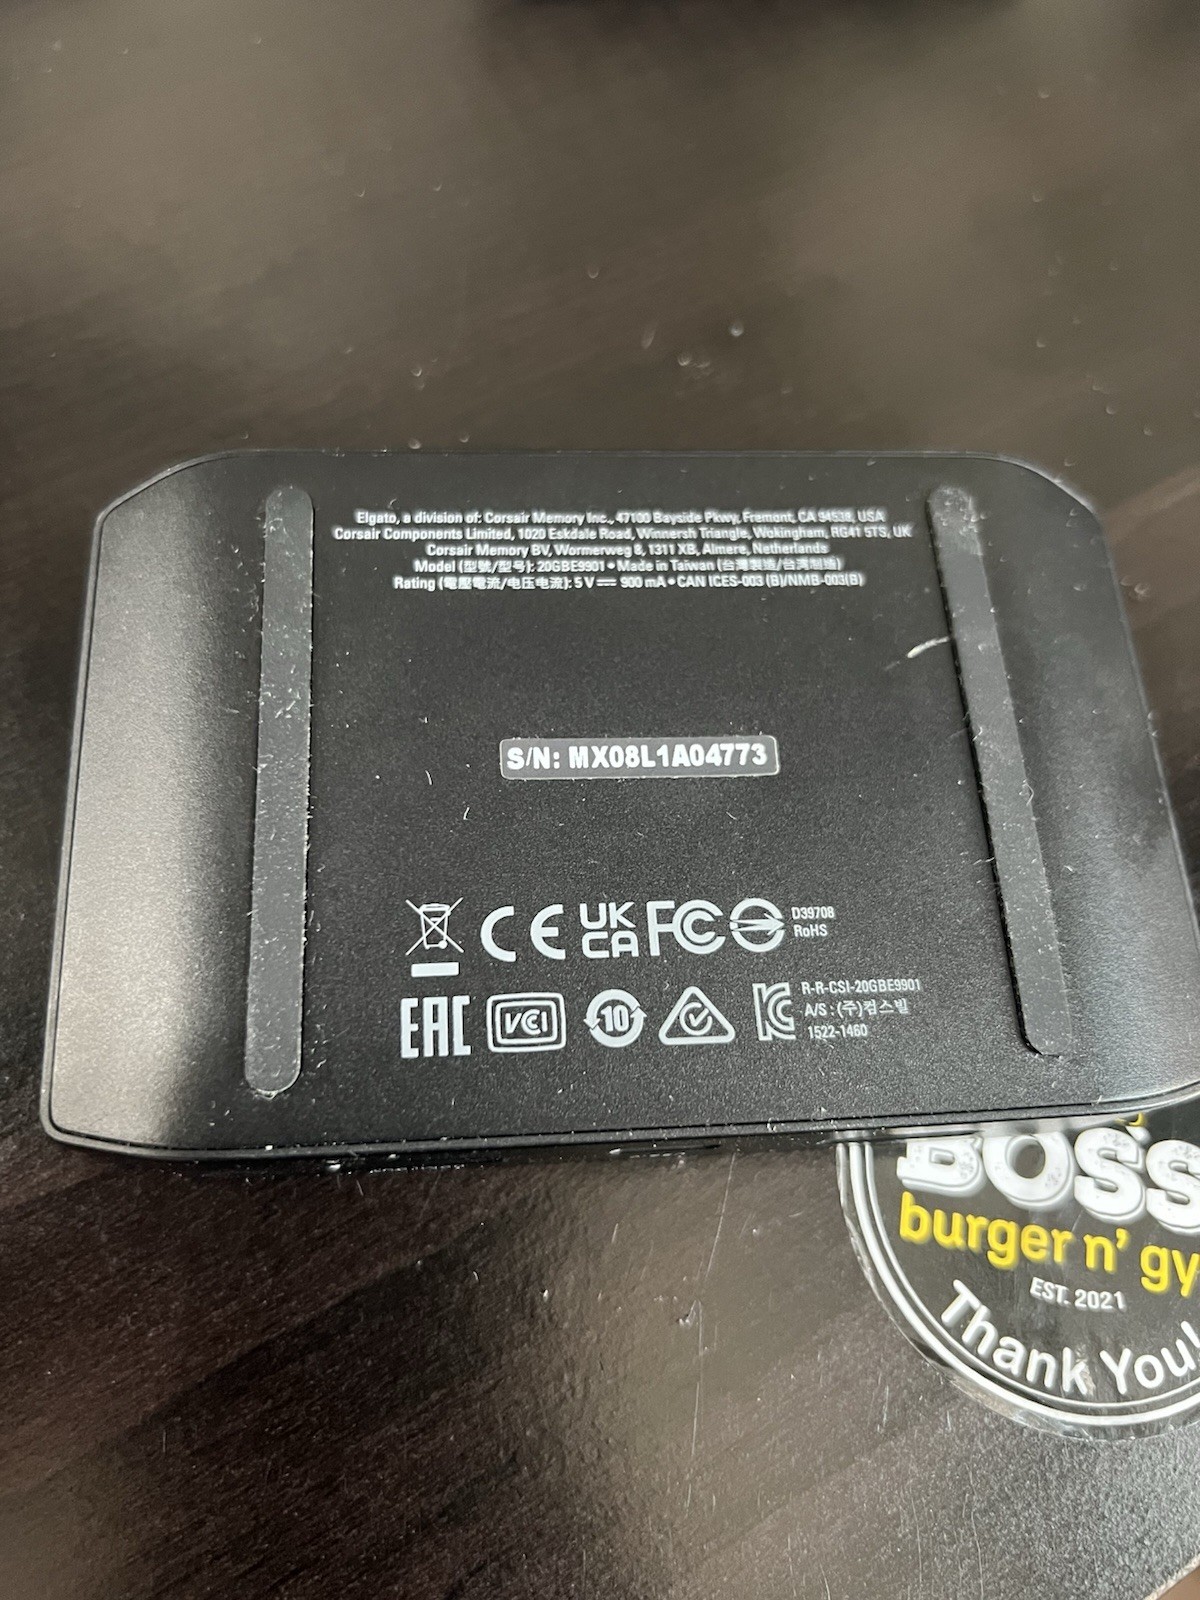 Elgato, a division of: Corsair Memory Inc., 47100 Bayside Pkwy, Fremont, CA 94538, USA
Corsair Components Limited, 1020 Eskdale Road, Winnersh Triangle, Wokingham, RG41 5TS, UK
Corsair Memory BV, Wormerweg 8, 1311 XB, Almere, Netherlands
Model (型號/型号): 20GBE9901 • Made in Taiwan (台灣製造/台湾制造)
Rating (電壓電流/电压电流): 5 V ⎓ 900 mA • CAN ICES-003 (B)/NMB-003(B)
S/N: MX08L1A04773
CE UK CA FC D39708
RoHS
EAC VCI 10 KC R-R-CSI-20GBE9901
A/S : (주)컴스빌
1522-1460
BOSS
burger n' gy
EST. 2021
Thank You!